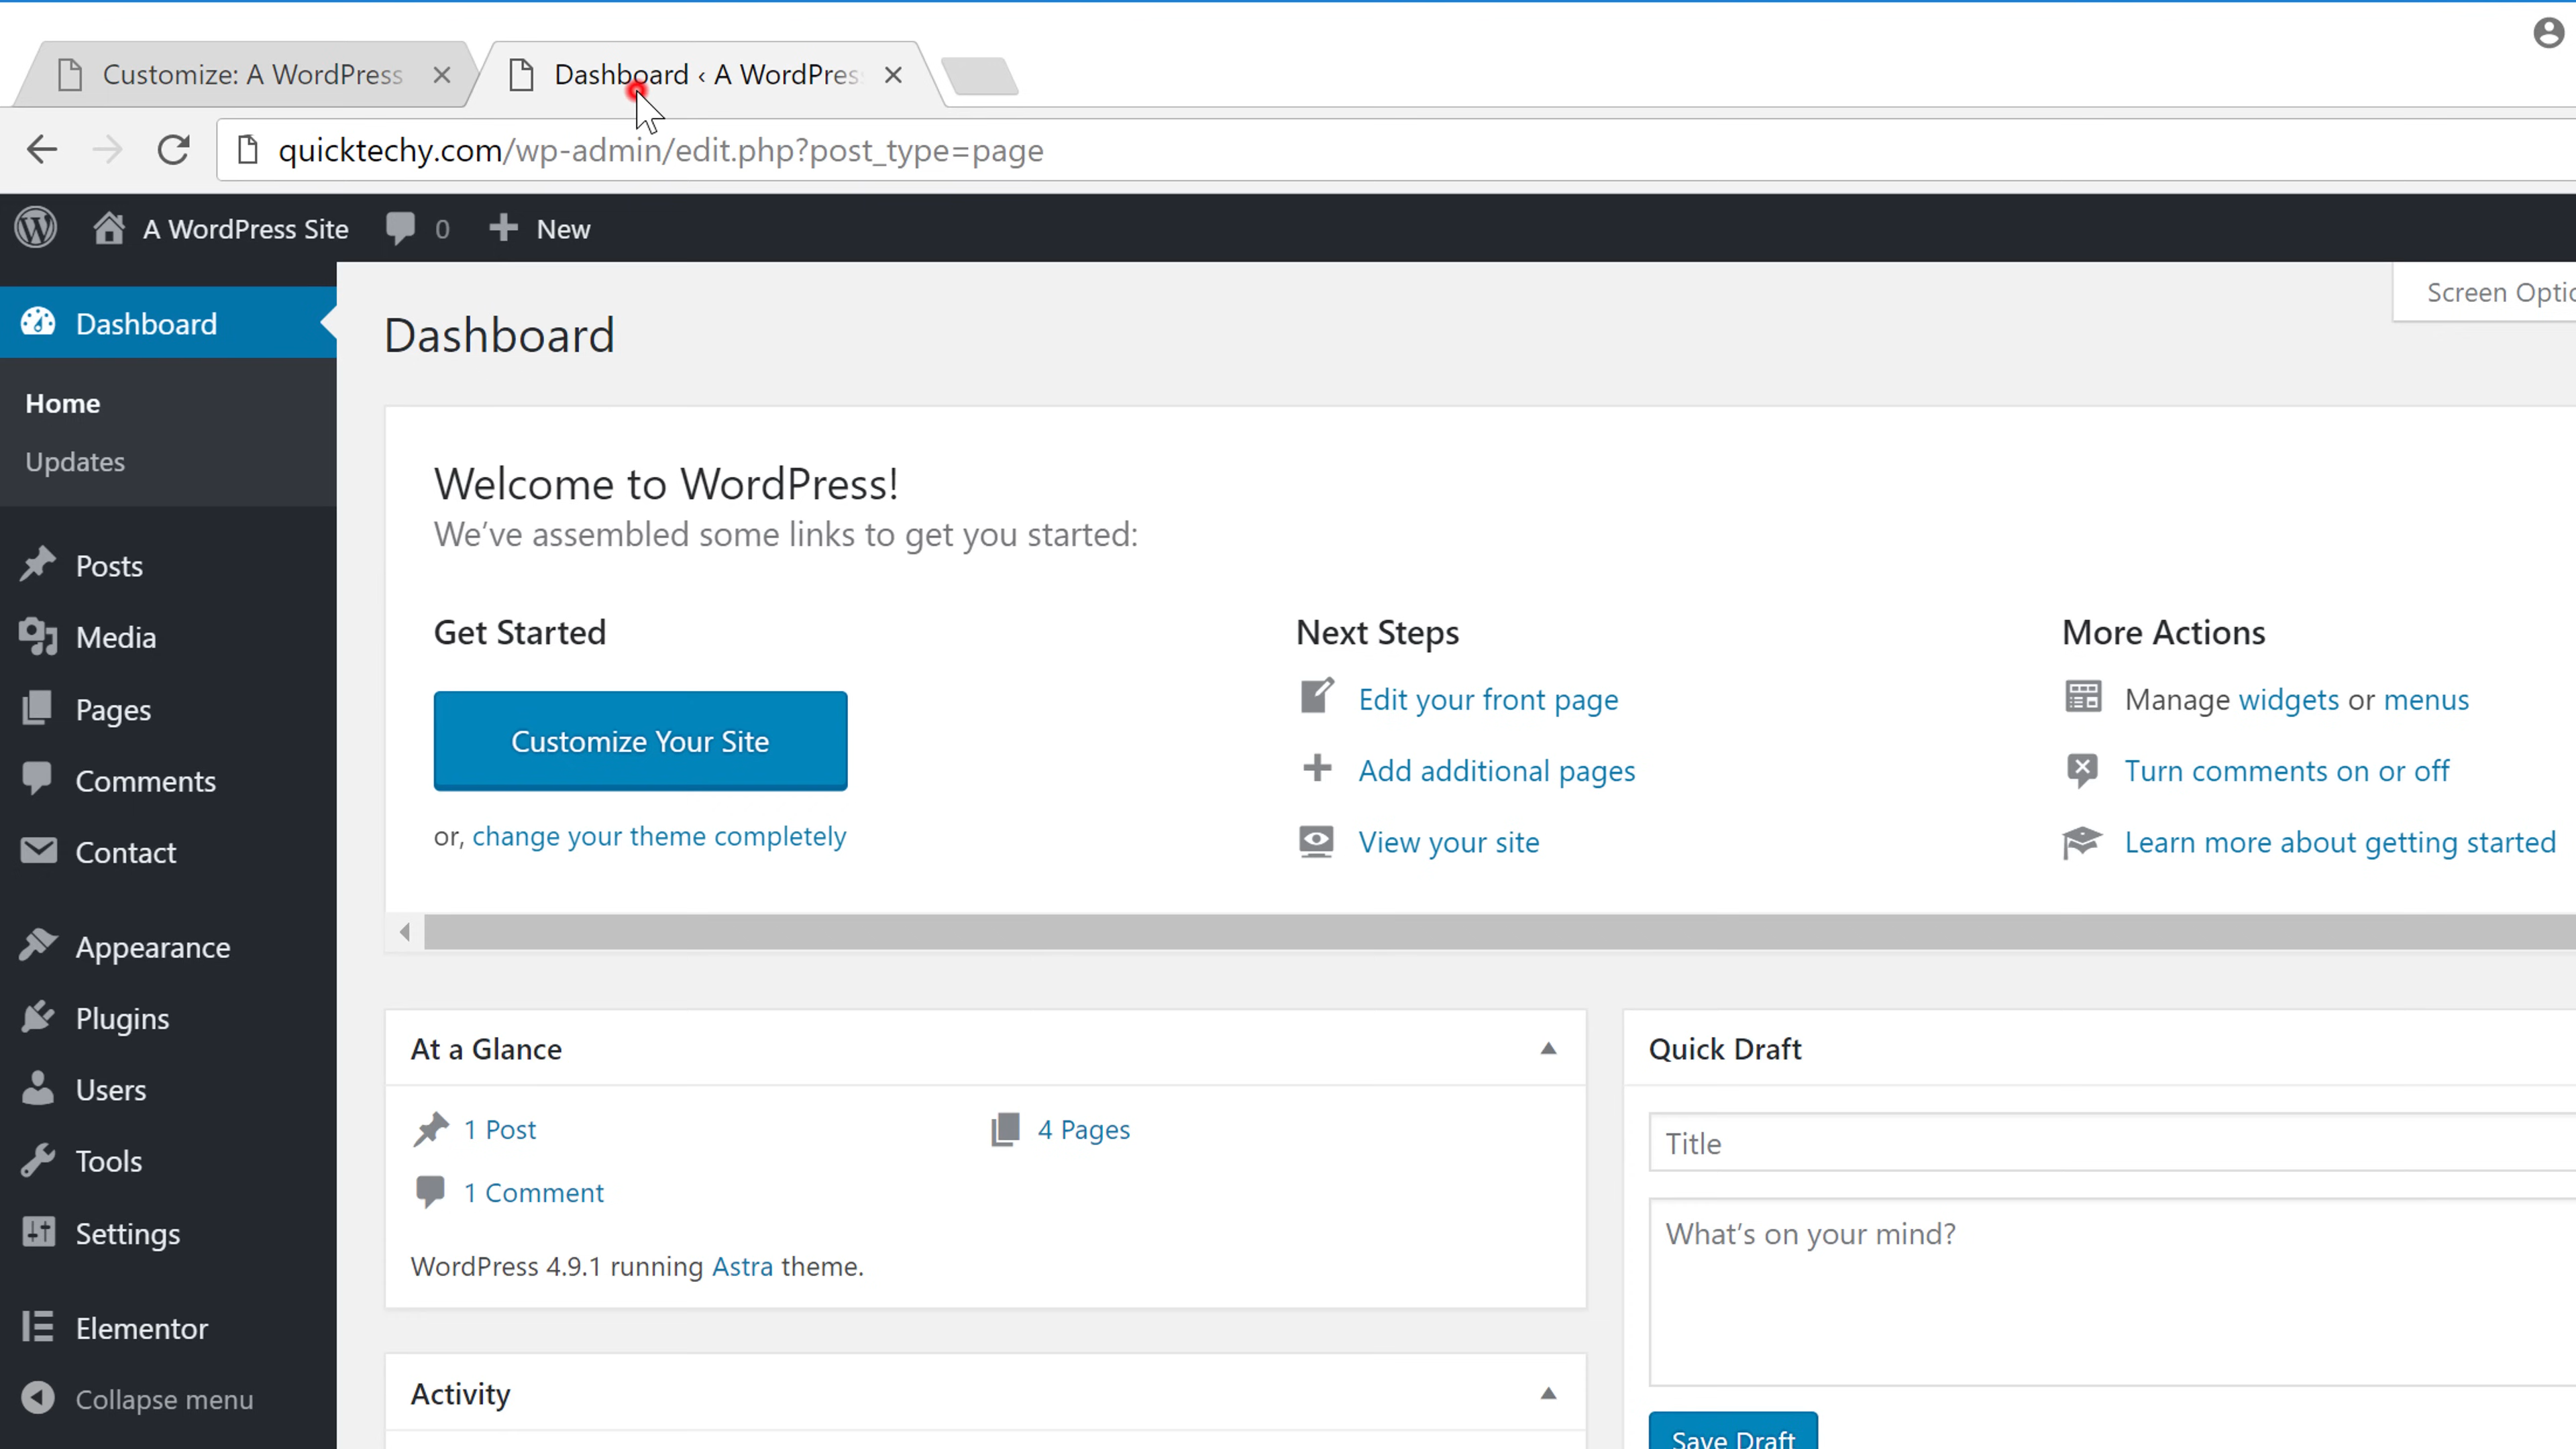 Customize: A WordPress
Dashboard ‹ A WordPres
quicktechy.com/wp-admin/edit.php?post_type=page
A WordPress Site 0 New
Screen Optio
Dashboard
Home
Updates
Posts
Media
Pages
Comments
Contact
Appearance
Plugins
Users
Tools
Settings
Elementor
Collapse menu
Dashboard
Welcome to WordPress!
We’ve assembled some links to get you started:
Get Started
Customize Your Site
or, change your theme completely
Next Steps
Edit your front page
Add additional pages
View your site
More Actions
Manage widgets or menus
Turn comments on or off
Learn more about getting started
At a Glance
1 Post
4 Pages
1 Comment
WordPress 4.9.1 running Astra theme.
Activity
Quick Draft
Title
What’s on your mind?
Save Draft